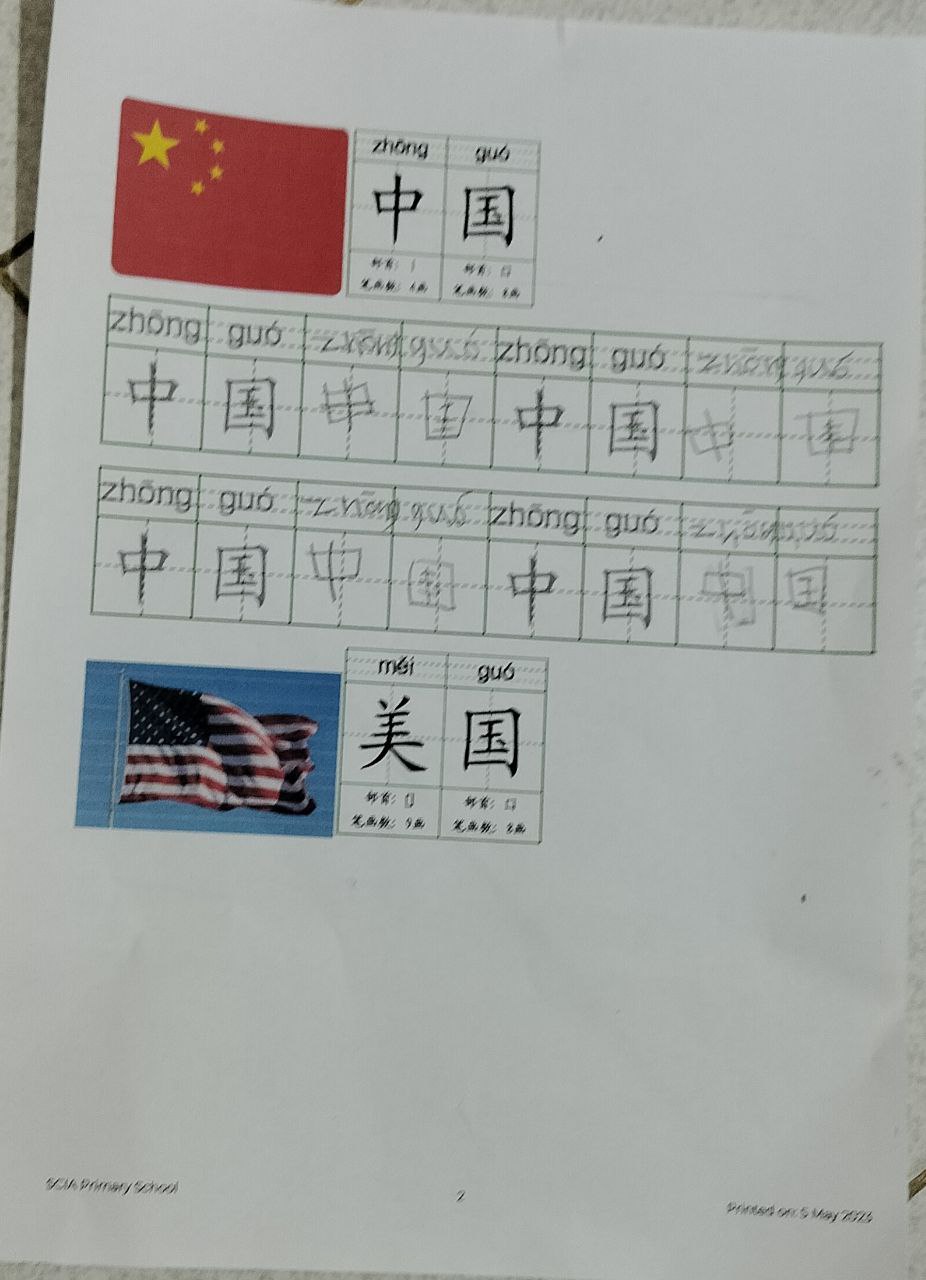 zhōng guó
中 国
部首：丨 部首：囗
笔画数：4画 笔画数：8画
zhōng guó zhōng guó zhōng guó zhōng guó
中 国 中 国 中 国 中 国
zhōng guó zhōng guó zhōng guó zhōng guó
中 国 中 国 中 国 中 国
měi guó
美 国
部首： 部首：囗
笔画数：9画 笔画数：8画
SCIA Primary School
2
Printed on: 5 May 2025